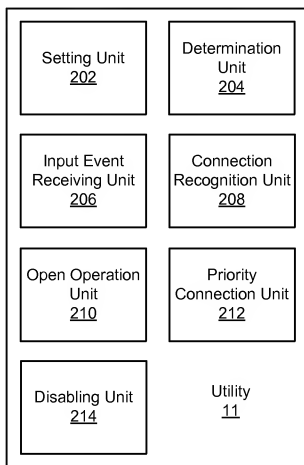 Setting Unit
202
Determination
Unit
204
Input Event
Receiving Unit
206
Connection
Recognition Unit
208
Open Operation
Unit
210
Priority
Connection Unit
212
Disabling Unit
214
Utility
11